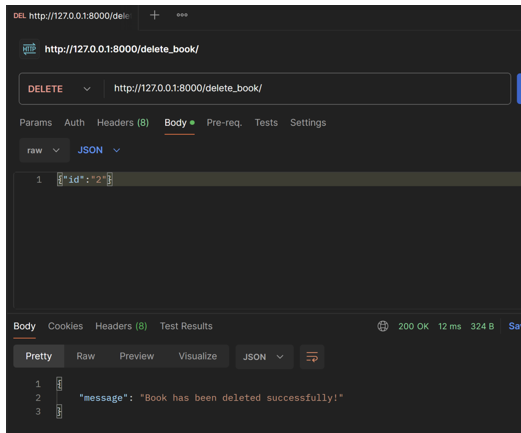 DEL http://127.0.0.1:8000/dele
HTTP http://127.0.0.1:8000/delete_book/
DELETE http://127.0.0.1:8000/delete_book/
Params Auth Headers (8) Body Pre-req. Tests Settings
raw JSON
1 {"id":"2"}
Body Cookies Headers (8) Test Results 200 OK 12 ms 324 B Sa
Pretty Raw Preview Visualize JSON
1 {
2 "message": "Book has been deleted successfully!"
3 }